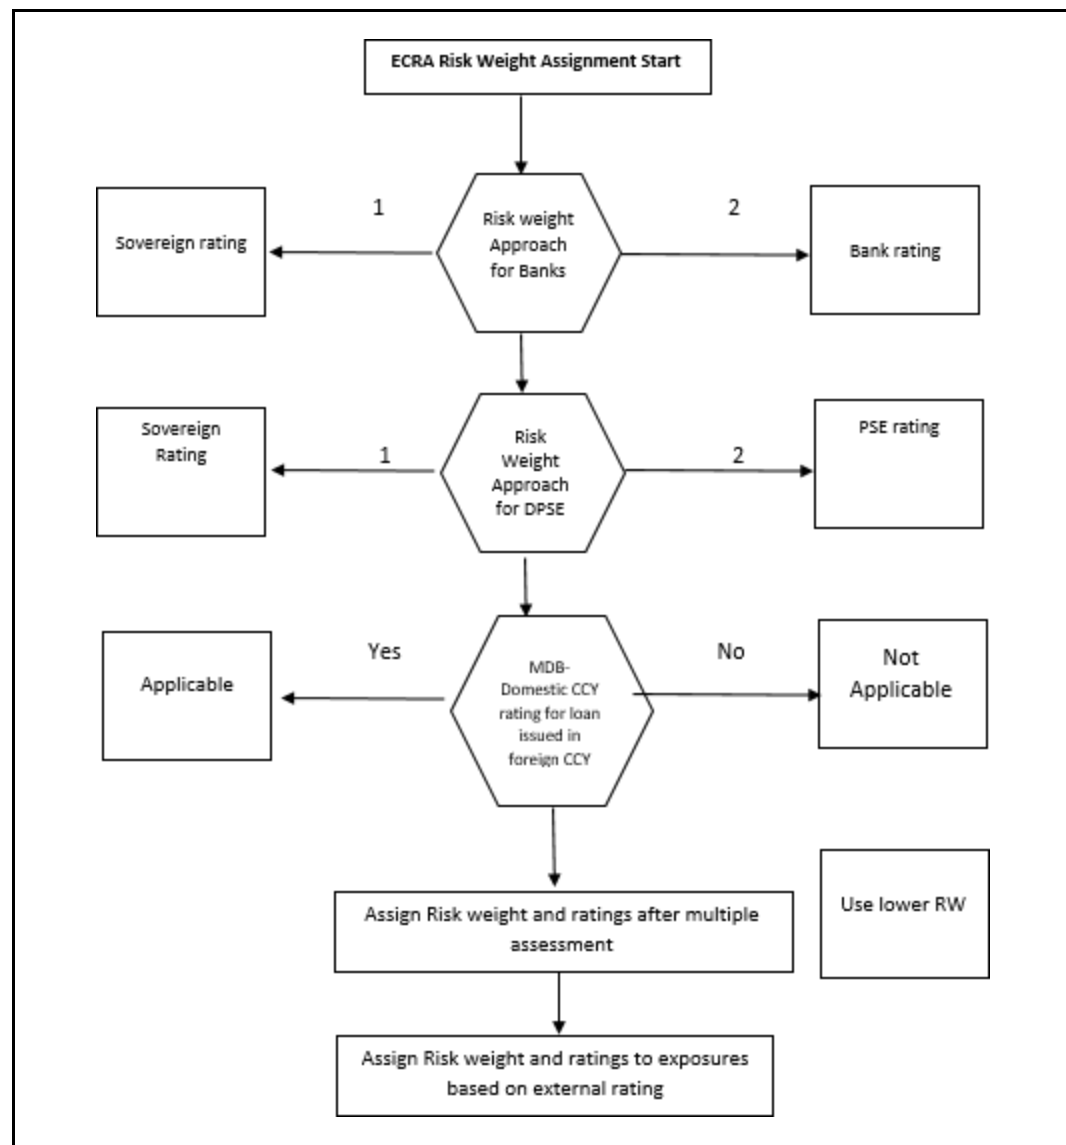 ECRA Risk Weight Assignment Start
1
2
Risk weight
Approach
for Banks
Sovereign rating
Bank rating
Sovereign
Rating
1
Risk
Weight
Approach
for DPSE
2
PSE rating
Yes
No
Applicable
MDB-
Domestic CCY
rating for loan
issued in
foreign CCY
Not
Applicable
Assign Risk weight and ratings after multiple
assessment
Use lower RW
Assign Risk weight and ratings to exposures
based on external rating